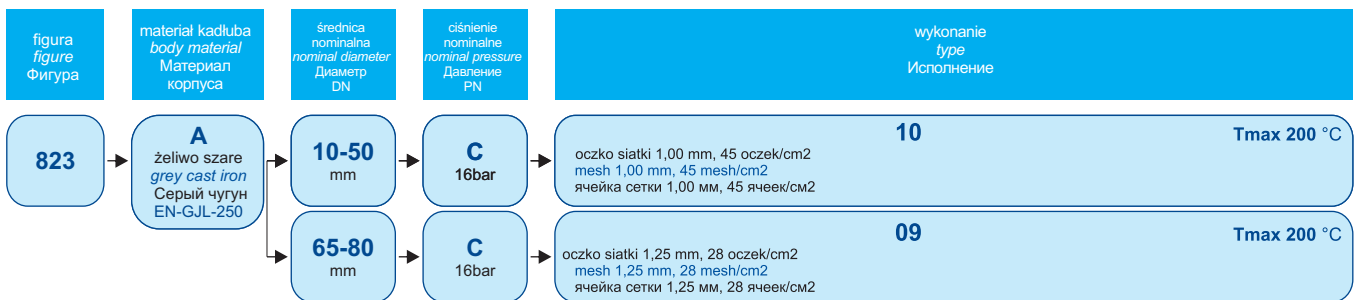 figura
figure
Фигура
materiał kadłuba
body material
Материал
корпуса
średnica
nominalna
nominal diameter
Диаметр
DN
ciśnienie
nominalne
nominal pressure
Давление
PN
wykonanie
type
Исполнение
823
A
żeliwo szare
grey cast iron
Серый чугун
EN-GJL-250
10-50
mm
C
16bar
10
Tmax 200 °C
oczko siatki 1,00 mm, 45 oczek/cm2
mesh 1,00 mm, 45 mesh/cm2
ячейка сетки 1,00 мм, 45 ячеек/см2
65-80
mm
C
16bar
09
Tmax 200 °C
oczko siatki 1,25 mm, 28 oczek/cm2
mesh 1,25 mm, 28 mesh/cm2
ячейка сетки 1,25 мм, 28 ячеек/см2